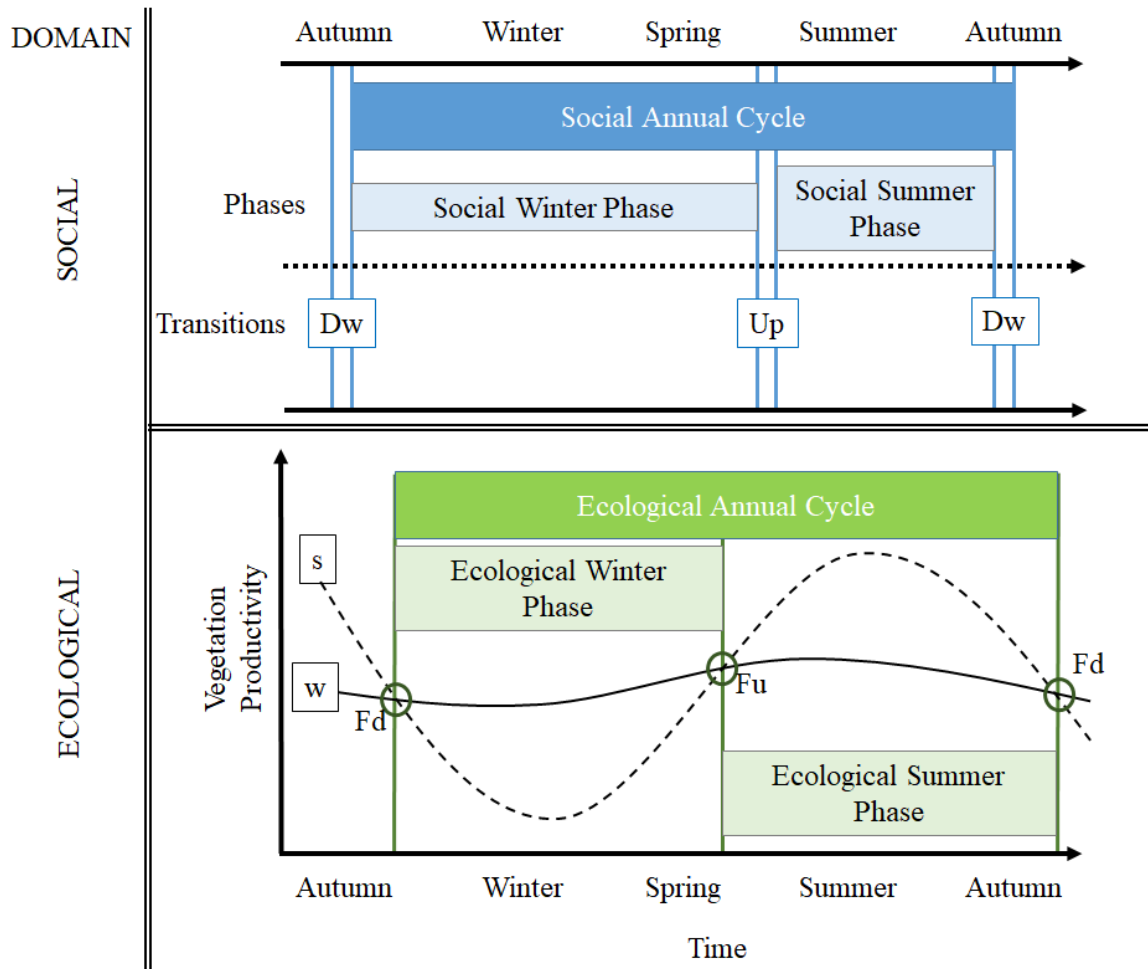 DOMAIN
Autumn Winter Spring Summer Autumn
SOCIAL
Social Annual Cycle
Phases
Social Winter Phase
Social Summer
Phase
Transitions
Dw
Up
Dw
ECOLOGICAL
Vegetation
Productivity
Ecological Annual Cycle
Ecological Winter
Phase
s
w
Fd
Fu
Fd
Ecological Summer
Phase
Autumn Winter Spring Summer Autumn
Time